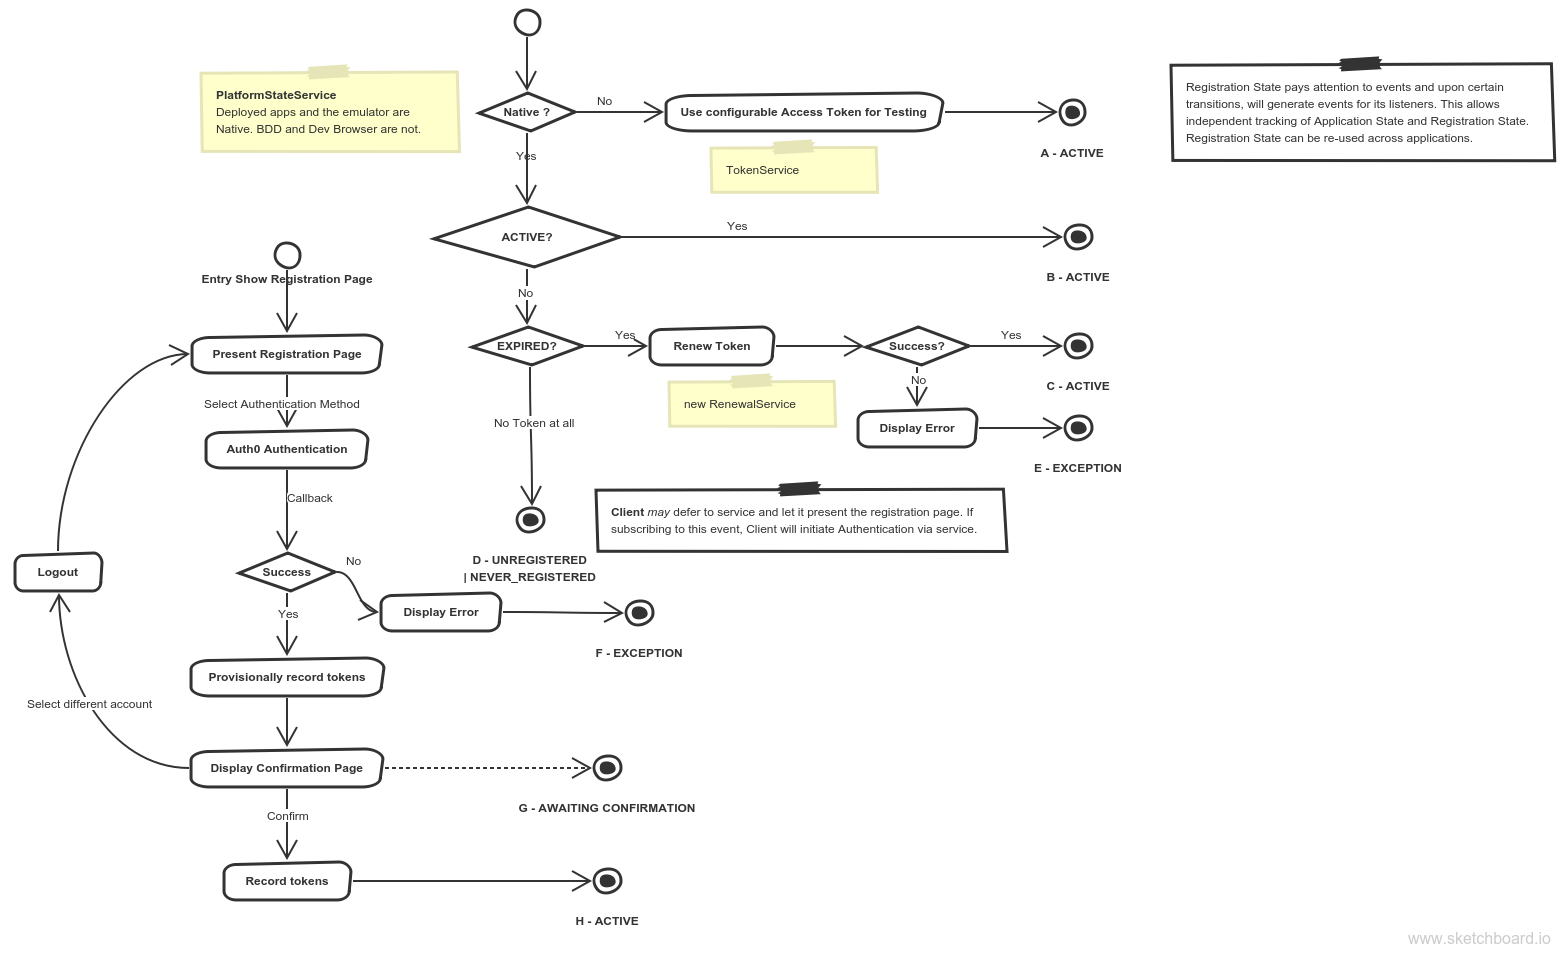 PlatformStateService
Deployed apps and the emulator are
Native. BDD and Dev Browser are not.
Native ?
No
Use configurable Access Token for Testing
A - ACTIVE
Registration State pays attention to events and upon certain
transitions, will generate events for its listeners. This allows
independent tracking of Application State and Registration State.
Registration State can be re-used across applications.
Yes
TokenService
ACTIVE?
Yes
B - ACTIVE
No
Entry Show Registration Page
EXPIRED?
Yes
Renew Token
Success?
Yes
C - ACTIVE
No
new RenewalService
Display Error
E - EXCEPTION
No Token at all
D - UNREGISTERED
| NEVER_REGISTERED
Client may defer to service and let it present the registration page. If
subscribing to this event, Client will initiate Authentication via service.
Present Registration Page
Select Authentication Method
Auth0 Authentication
Callback
Success
No
Display Error
F - EXCEPTION
Yes
Logout
Provisionally record tokens
Select different account
Display Confirmation Page
G - AWAITING CONFIRMATION
Confirm
Record tokens
H - ACTIVE
www.sketchboard.io